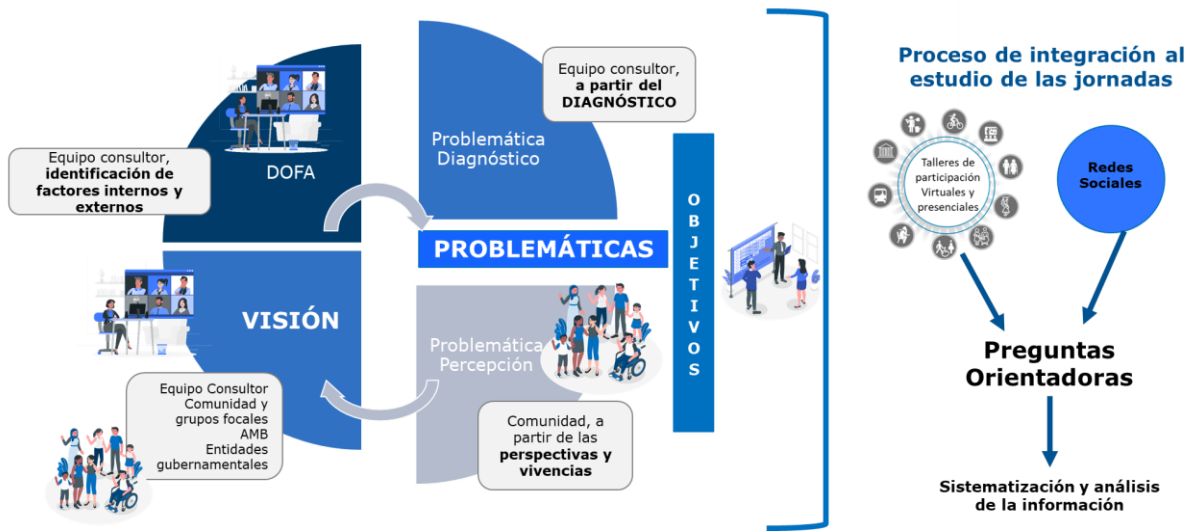 Equipo consultor,
identificación de
factores internos y
externos
DOFA
VISIÓN
Equipo Consultor
Comunidad y
grupos focales
AMB
Entidades
gubernamentales
Equipo consultor,
a partir del
DIAGNÓSTICO
Problemática
Diagnóstico
PROBLEMÁTICAS
Problemática
Percepción
Comunidad, a
partir de las
perspectivas y
vivencias
OBJETIVOS
Proceso de integración al
estudio de las jornadas
Talleres de
participación
Virtuales y
presenciales
Redes
Sociales
Preguntas
Orientadoras
Sistematización y análisis
de la información